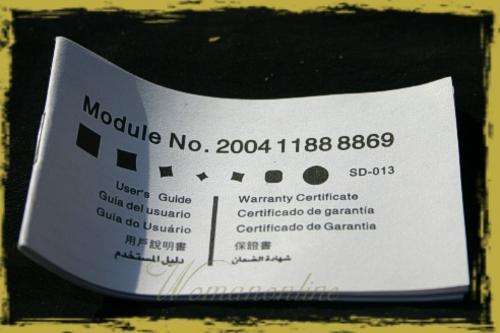 Module No. 2004 1188 8869
SD-013
User's Guide
Guía del usuario
Guia do Usuário
用戶說明書
دليل المستخدم
Warranty Certificate
Certificado de garantía
Certificado de Garantia
保證書
شهادة الضمان
Womanonline